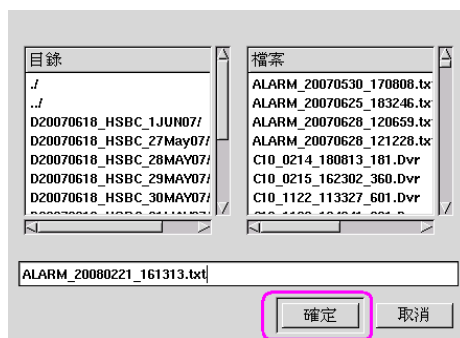 目錄
./
../
D20070618_HSBC_1JUN07/
D20070618_HSBC_27May07/
D20070618_HSBC_28MAY07/
D20070618_HSBC_29MAY07/
D20070618_HSBC_30MAY07/
檔案
ALARM_20070530_170808.tx
ALARM_20070625_183246.tx
ALARM_20070628_120659.tx
ALARM_20070628_121228.tx
C10_0214_180813_181.Dvr
C10_0215_162302_360.Dvr
C10_1122_113327_601.Dvr
ALARM_20080221_161313.txt
確定
取消